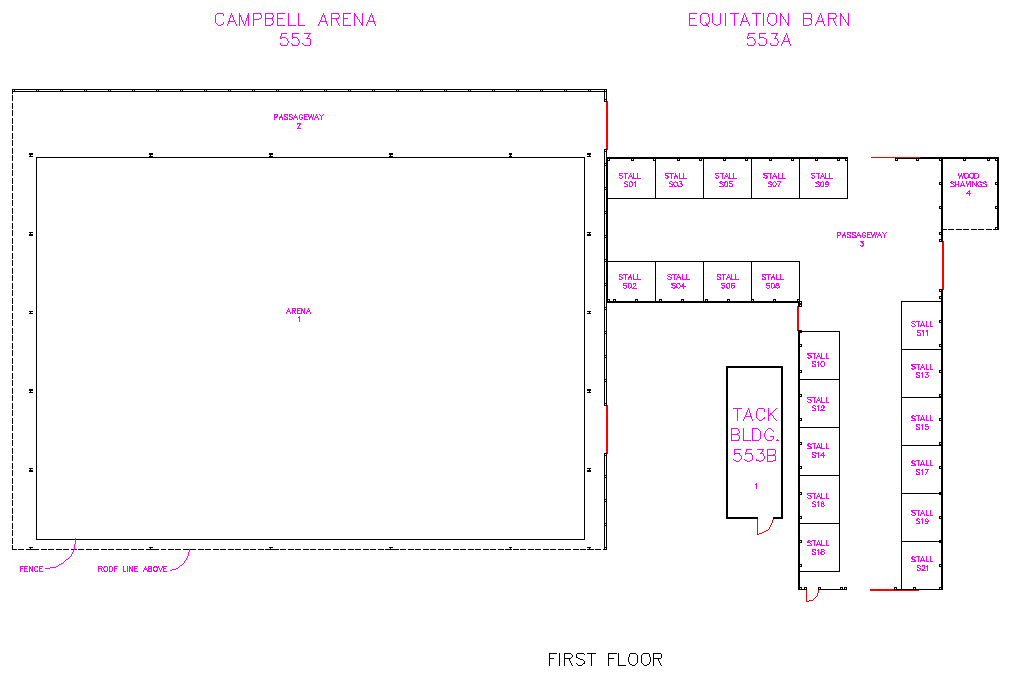 CAMPBELL ARENA
553
EQUITATION BARN
553A
PASSAGEWAY
2
STALL
S01
STALL
S03
STALL
S05
STALL
S07
STALL
S09
WOOD
SHAVINGS
4
PASSAGEWAY
3
STALL
S02
STALL
S04
STALL
S06
STALL
S08
ARENA
1
STALL
S11
STALL
S10
STALL
S13
STALL
S12
TACK
BLDG.
553B
1
STALL
S15
STALL
S14
STALL
S17
STALL
S16
STALL
S19
STALL
S18
STALL
S21
FENCE
ROOF LINE ABOVE
FIRST FLOOR